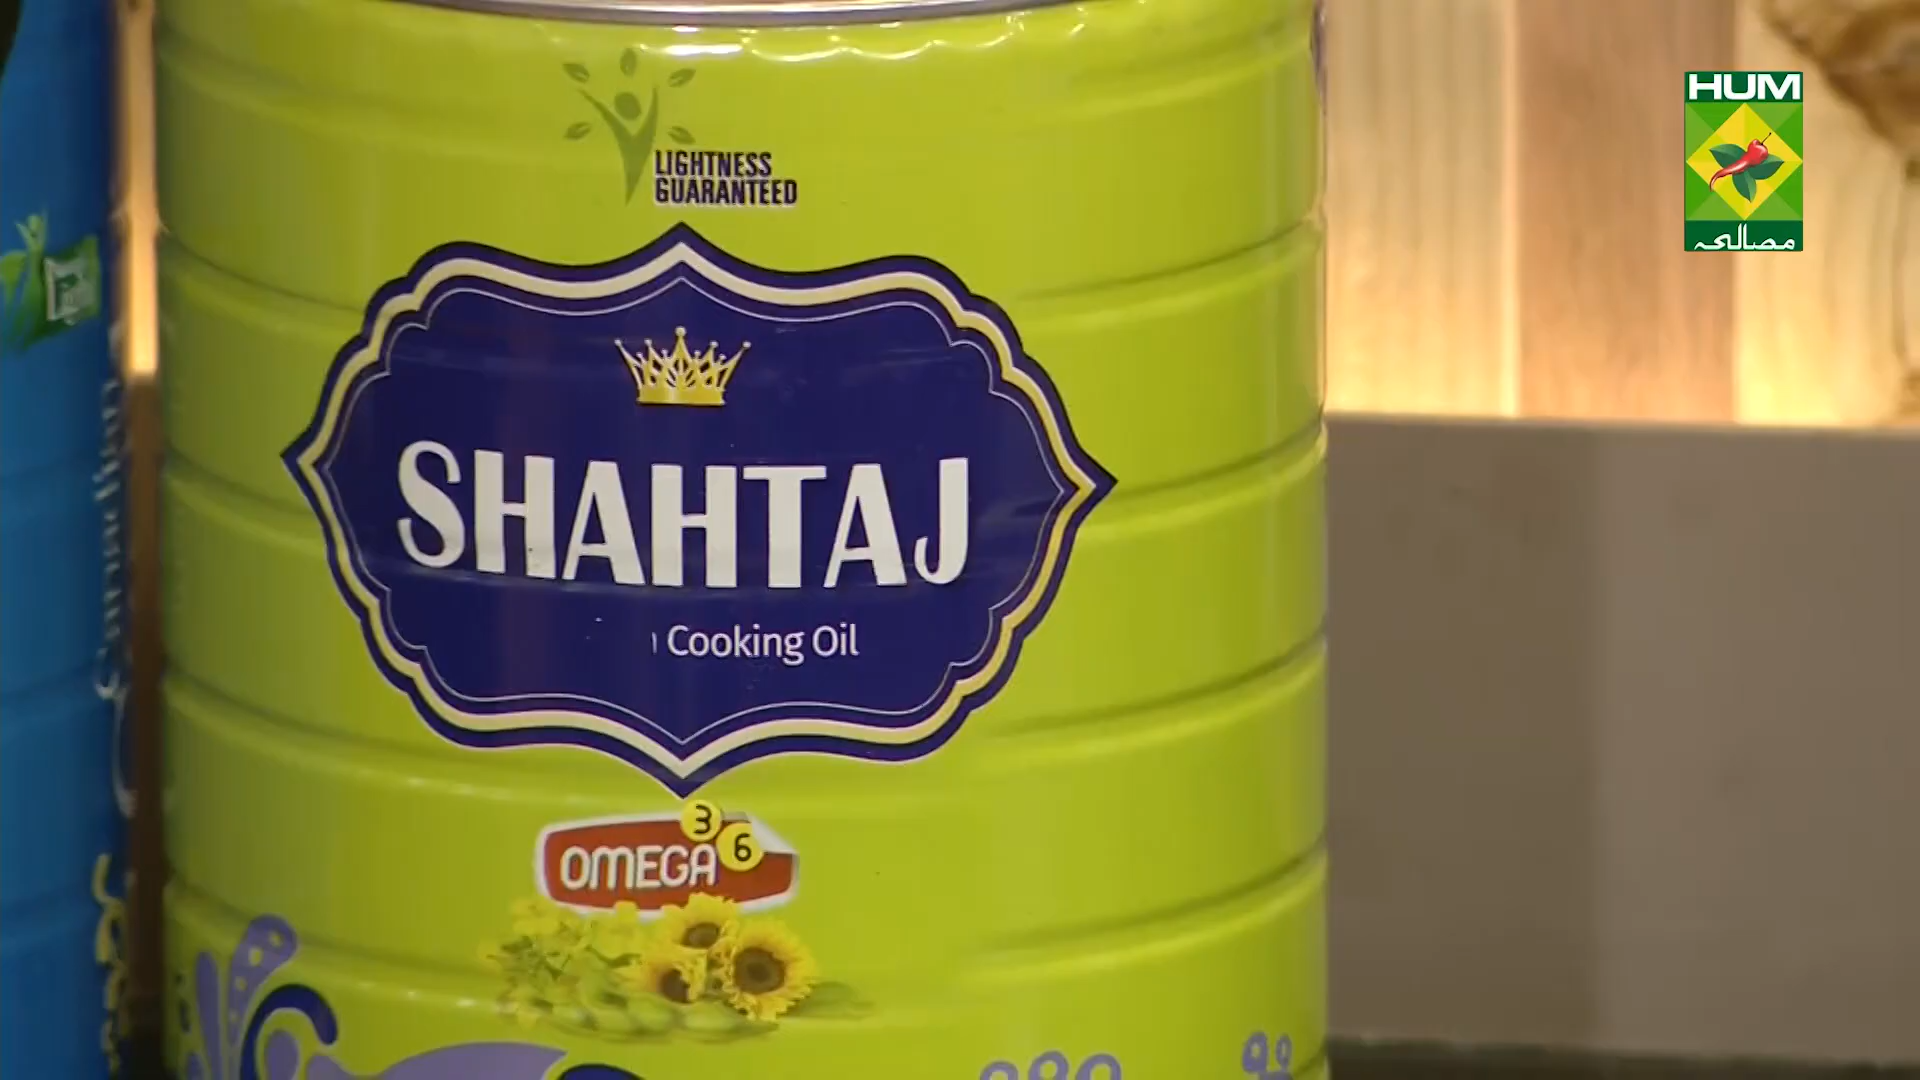 HUM
مصالحہ
LIGHTNESS
GUARANTEED
SHAHTAJ
Cooking Oil
3
OMEGA 6